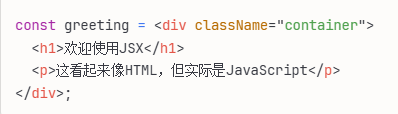 const greeting = <div className="container">
  <h1>欢迎使用JSX</h1>
  <p>这看起来像HTML，但实际是JavaScript</p>
</div>;